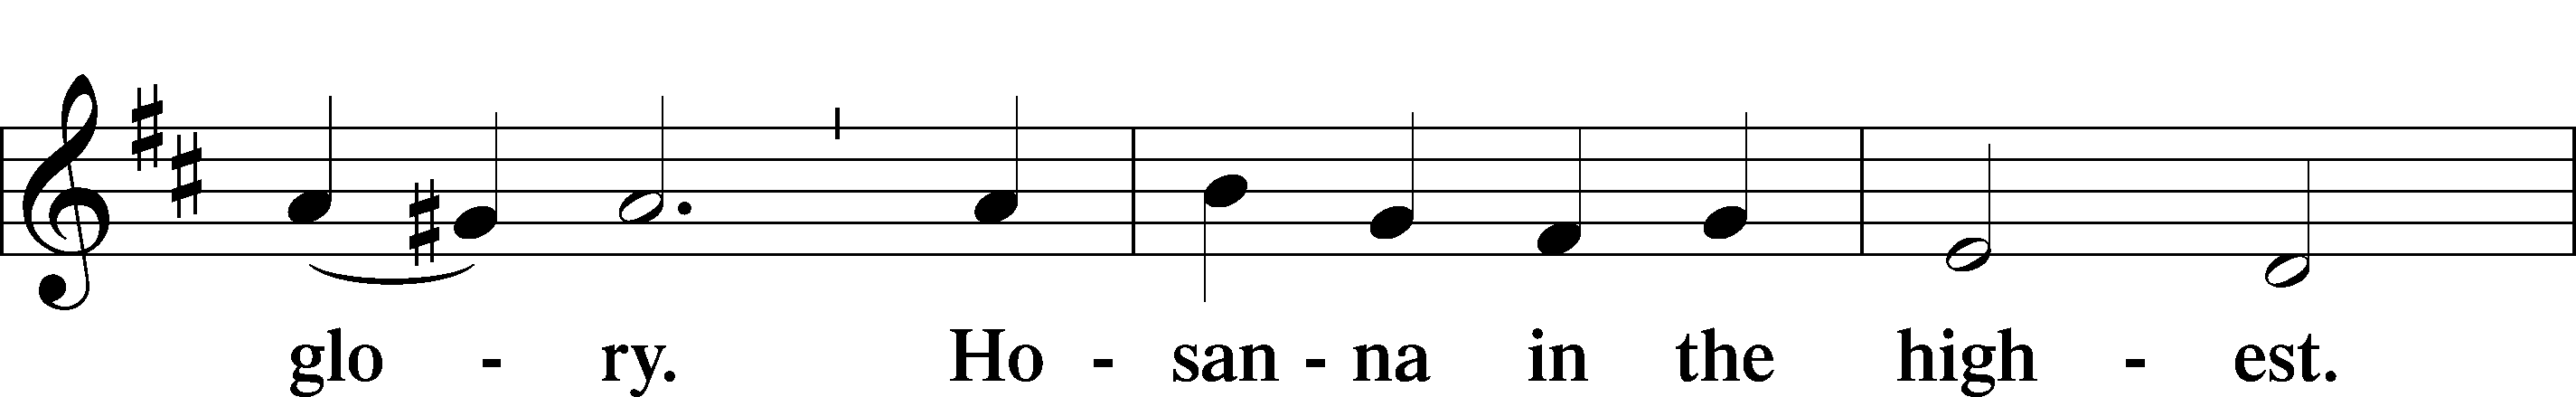 glo - ry. Ho - san - na in the high - est.